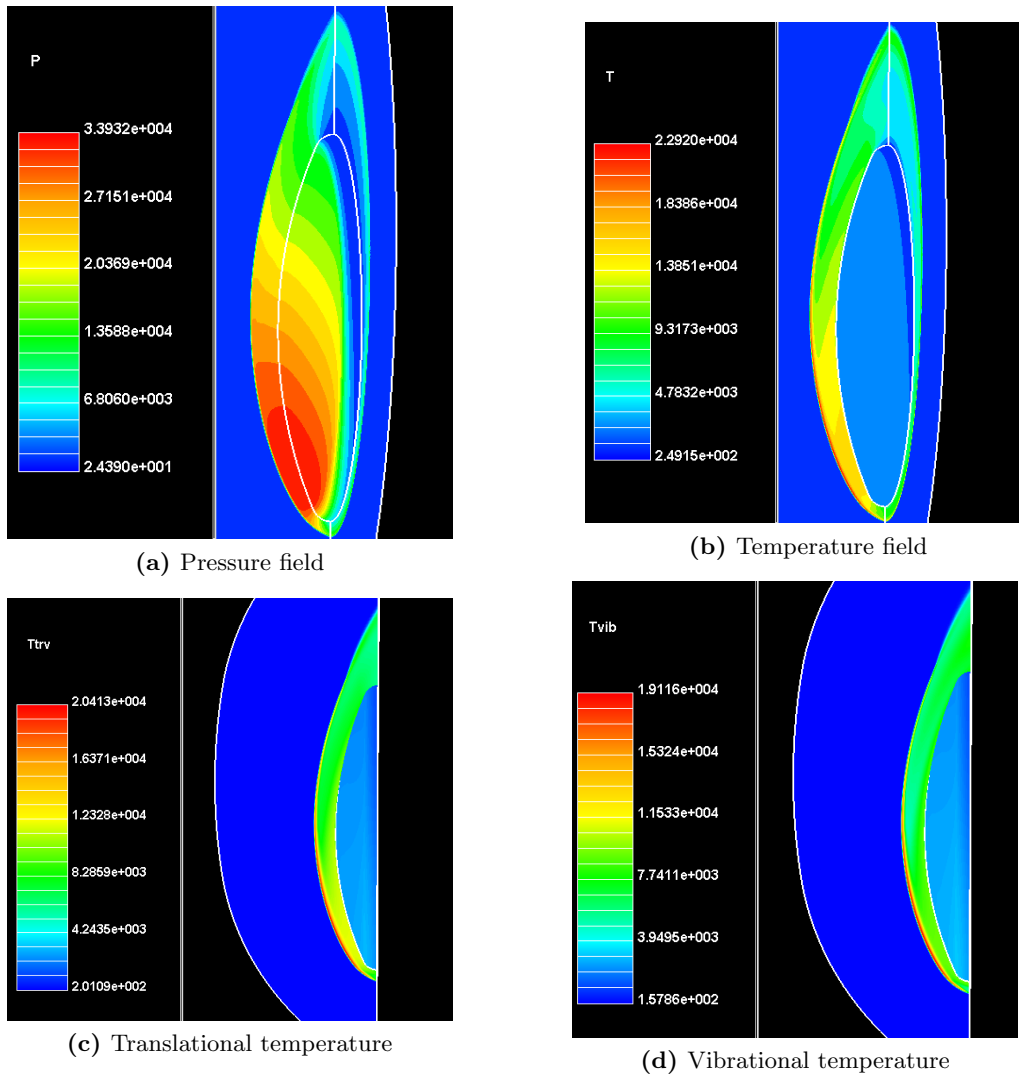 P
3.3932e+004
2.7151e+004
2.0369e+004
1.3588e+004
6.8060e+003
2.4390e+001
(a) Pressure field
T
2.2920e+004
1.8386e+004
1.3851e+004
9.3173e+003
4.7832e+003
2.4915e+002
(b) Temperature field
Ttrv
2.0413e+004
1.6371e+004
1.2328e+004
8.2859e+003
4.2435e+003
2.0109e+002
(c) Translational temperature
Tvib
1.9116e+004
1.5324e+004
1.1533e+004
7.7411e+003
3.9495e+003
1.5786e+002
(d) Vibrational temperature